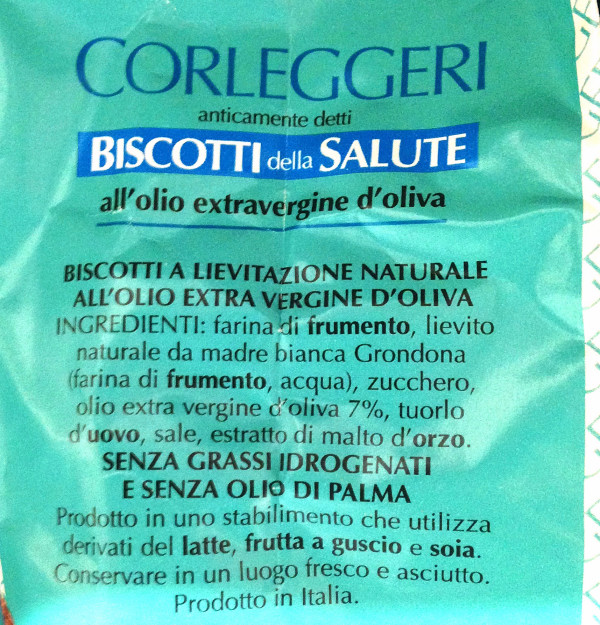 CORLEGGERI
anticamente detti
BISCOTTI della SALUTE
all'olio extravergine d'oliva
BISCOTTI A LIEVITAZIONE NATURALE
ALL'OLIO EXTRA VERGINE D'OLIVA
INGREDIENTI: farina di frumento, lievito
naturale da madre bianca Grondona
(farina di frumento, acqua), zucchero,
olio extra vergine d'oliva 7%, tuorlo
d'uovo, sale, estratto di malto d'orzo.
SENZA GRASSI IDROGENATI
E SENZA OLIO DI PALMA
Prodotto in uno stabilimento che utilizza
derivati del latte, frutta a guscio e soia.
Conservare in un luogo fresco e asciutto.
Prodotto in Italia.